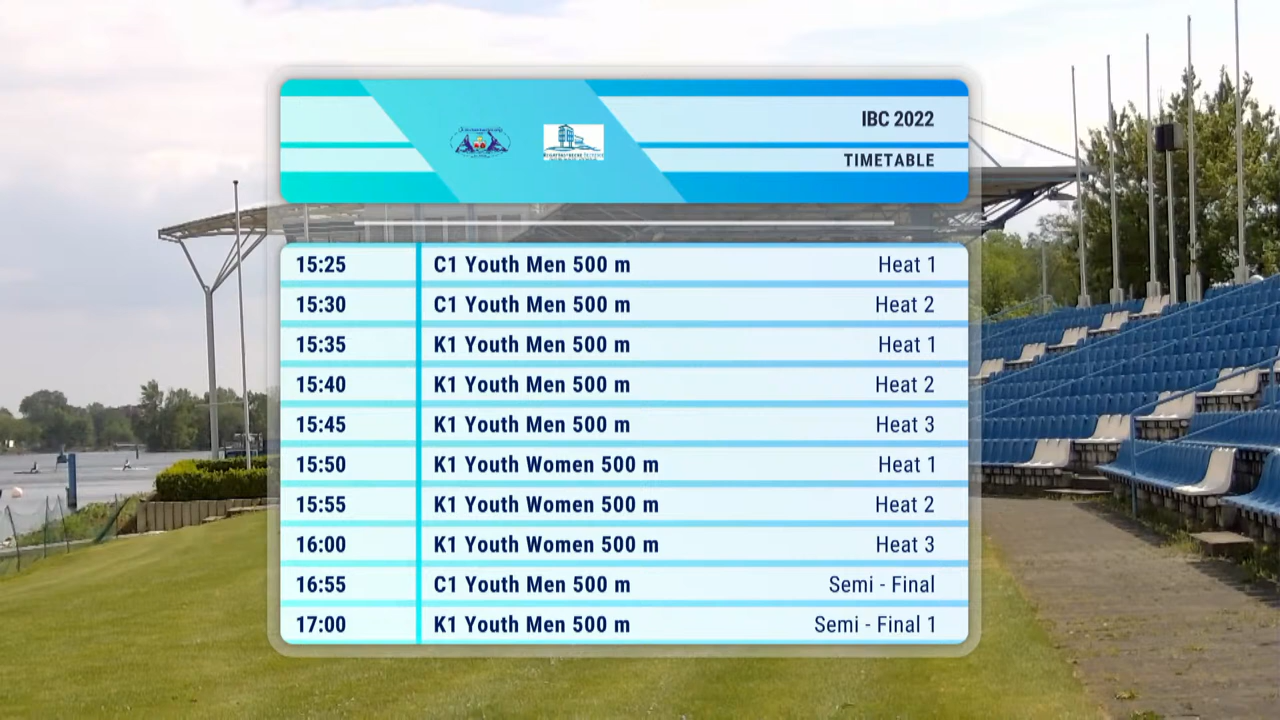 IBC 2022
TIMETABLE
15:25 C1 Youth Men 500 m Heat 1
15:30 C1 Youth Men 500 m Heat 2
15:35 K1 Youth Men 500 m Heat 1
15:40 K1 Youth Men 500 m Heat 2
15:45 K1 Youth Men 500 m Heat 3
15:50 K1 Youth Women 500 m Heat 1
15:55 K1 Youth Women 500 m Heat 2
16:00 K1 Youth Women 500 m Heat 3
16:55 C1 Youth Men 500 m Semi - Final
17:00 K1 Youth Men 500 m Semi - Final 1